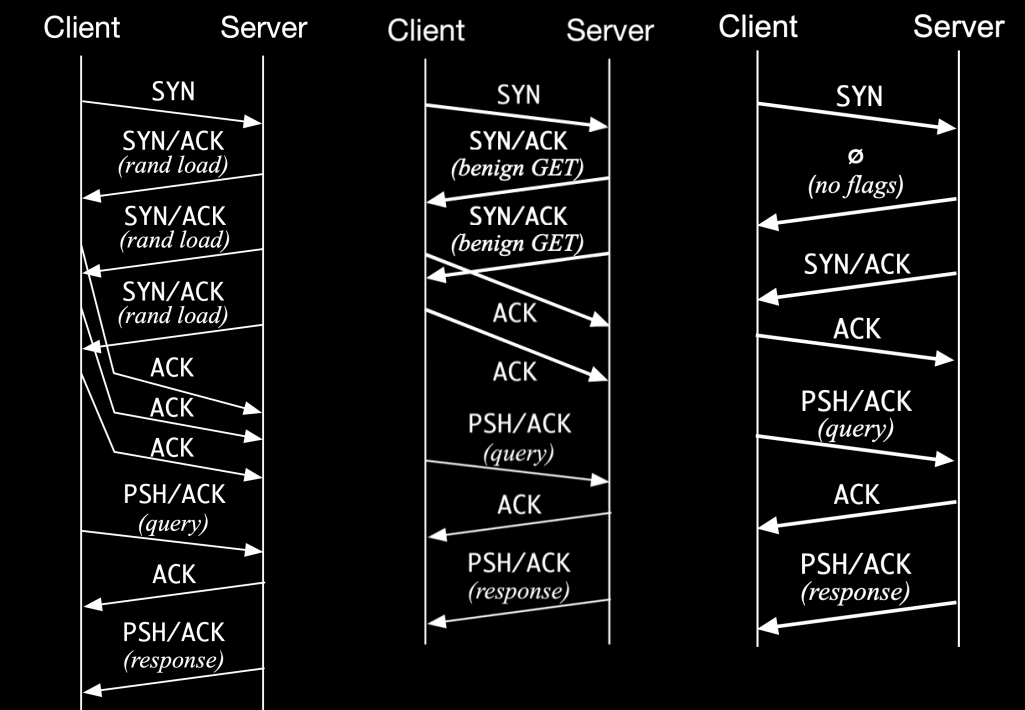 Client Server
SYN
SYN/ACK
(rand load)
SYN/ACK
(rand load)
SYN/ACK
(rand load)
ACK
ACK
ACK
PSH/ACK
(query)
ACK
PSH/ACK
(response)
Client Server
SYN
SYN/ACK
(benign GET)
SYN/ACK
(benign GET)
ACK
ACK
PSH/ACK
(query)
ACK
PSH/ACK
(response)
Client Server
SYN
ø
(no flags)
SYN/ACK
ACK
PSH/ACK
(query)
ACK
PSH/ACK
(response)